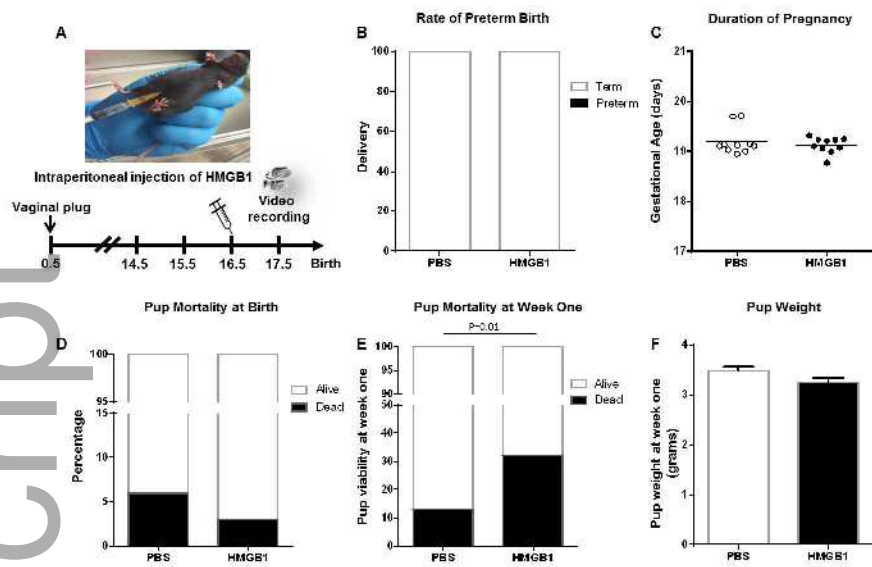 A
Intraperitoneal injection of HMGB1
Vaginal plug
Video
recording
0.5
14.5
15.5
16.5
17.5
Birth
B
Rate of Preterm Birth
Delivery
100
80
60
40
20
0
PBS
HMGB1
Term
Preterm
C
Duration of Pregnancy
Gestational Age (days)
21
20
19
18
17
PBS
HMGB1
D
Pup Mortality at Birth
Percentage
100
95
15
10
5
0
PBS
HMGB1
Alive
Dead
E
Pup Mortality at Week One
P=0.01
Pup viability at week one
100
95
90
50
40
30
20
10
0
PBS
HMGB1
Alive
Dead
F
Pup Weight
Pup weight at week one
(grams)
4
3
2
1
0
PBS
HMGB1